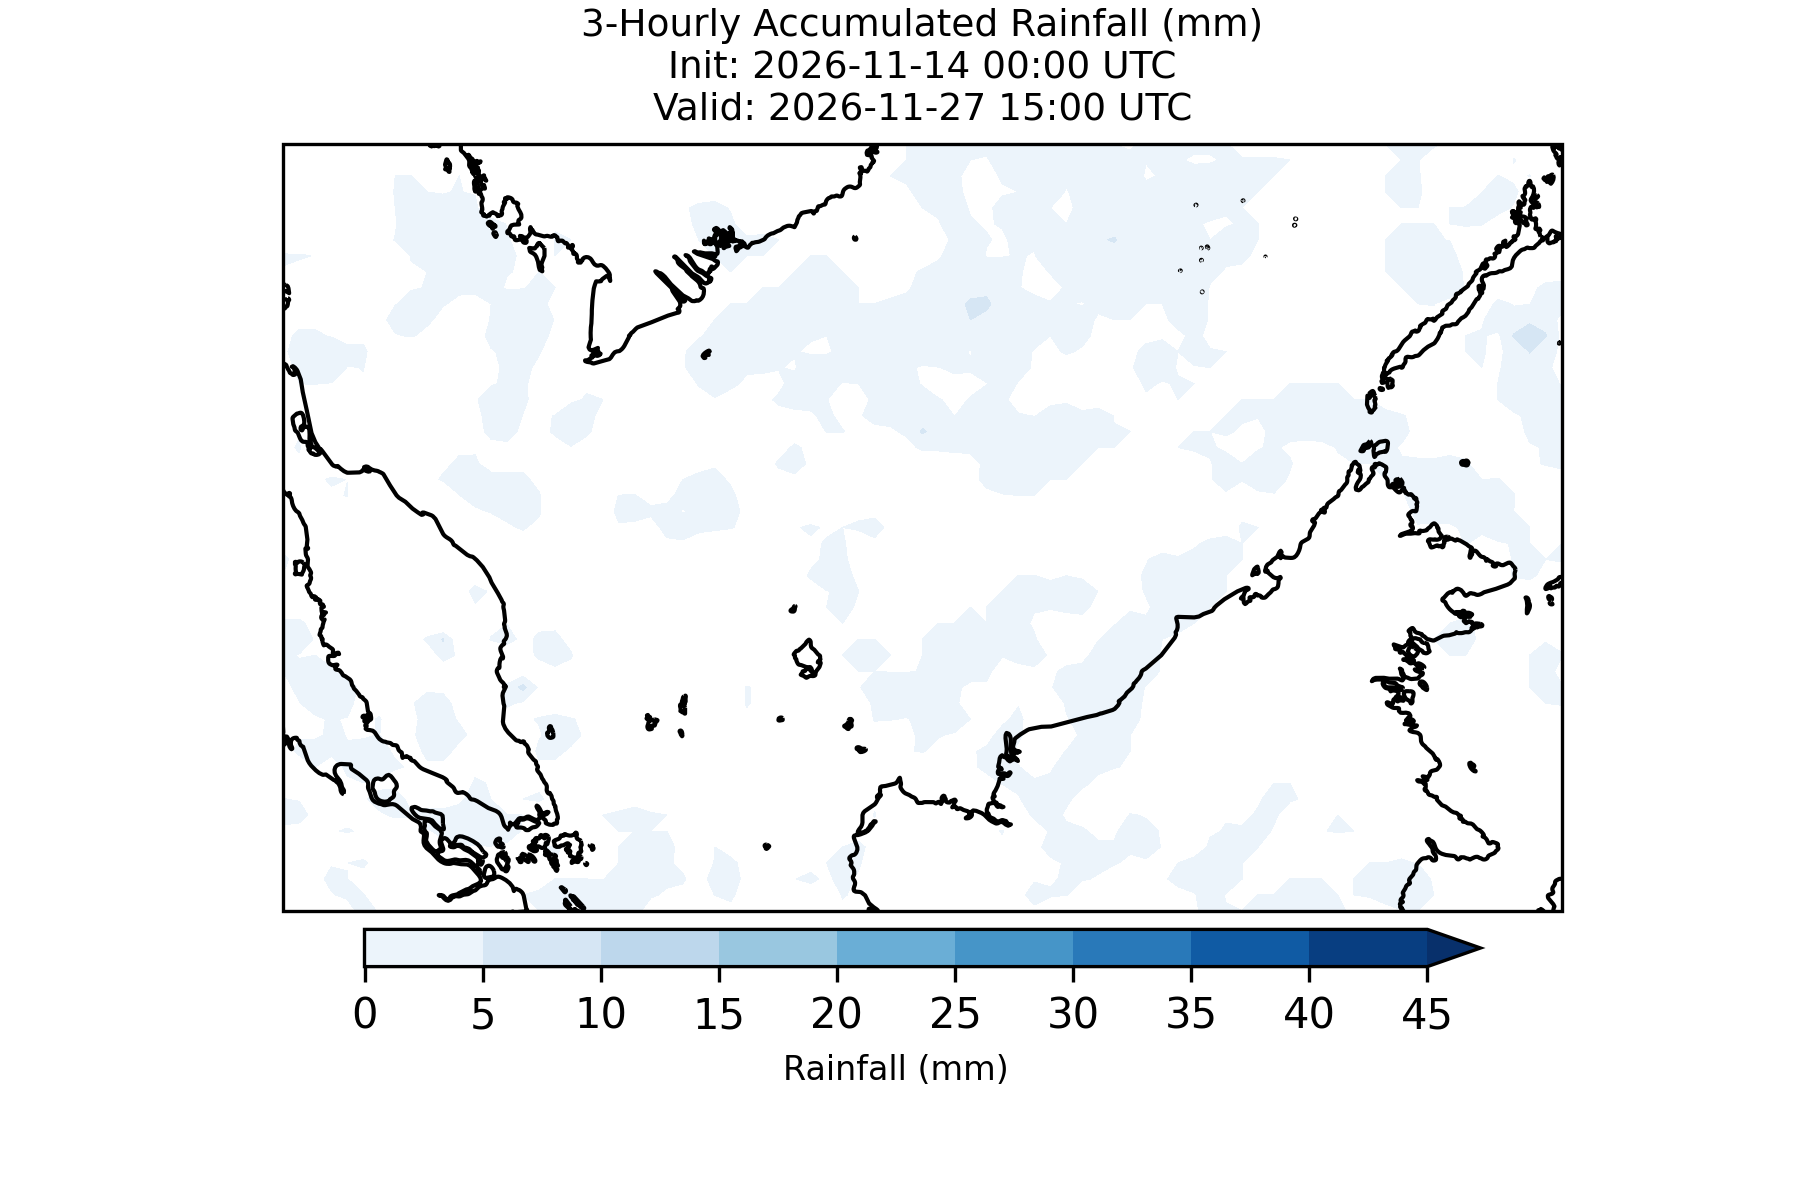 3-Hourly Accumulated Rainfall (mm)
Init: 2026-11-14 00:00 UTC
Valid: 2026-11-27 15:00 UTC
0 5 10 15 20 25 30 35 40 45
Rainfall (mm)